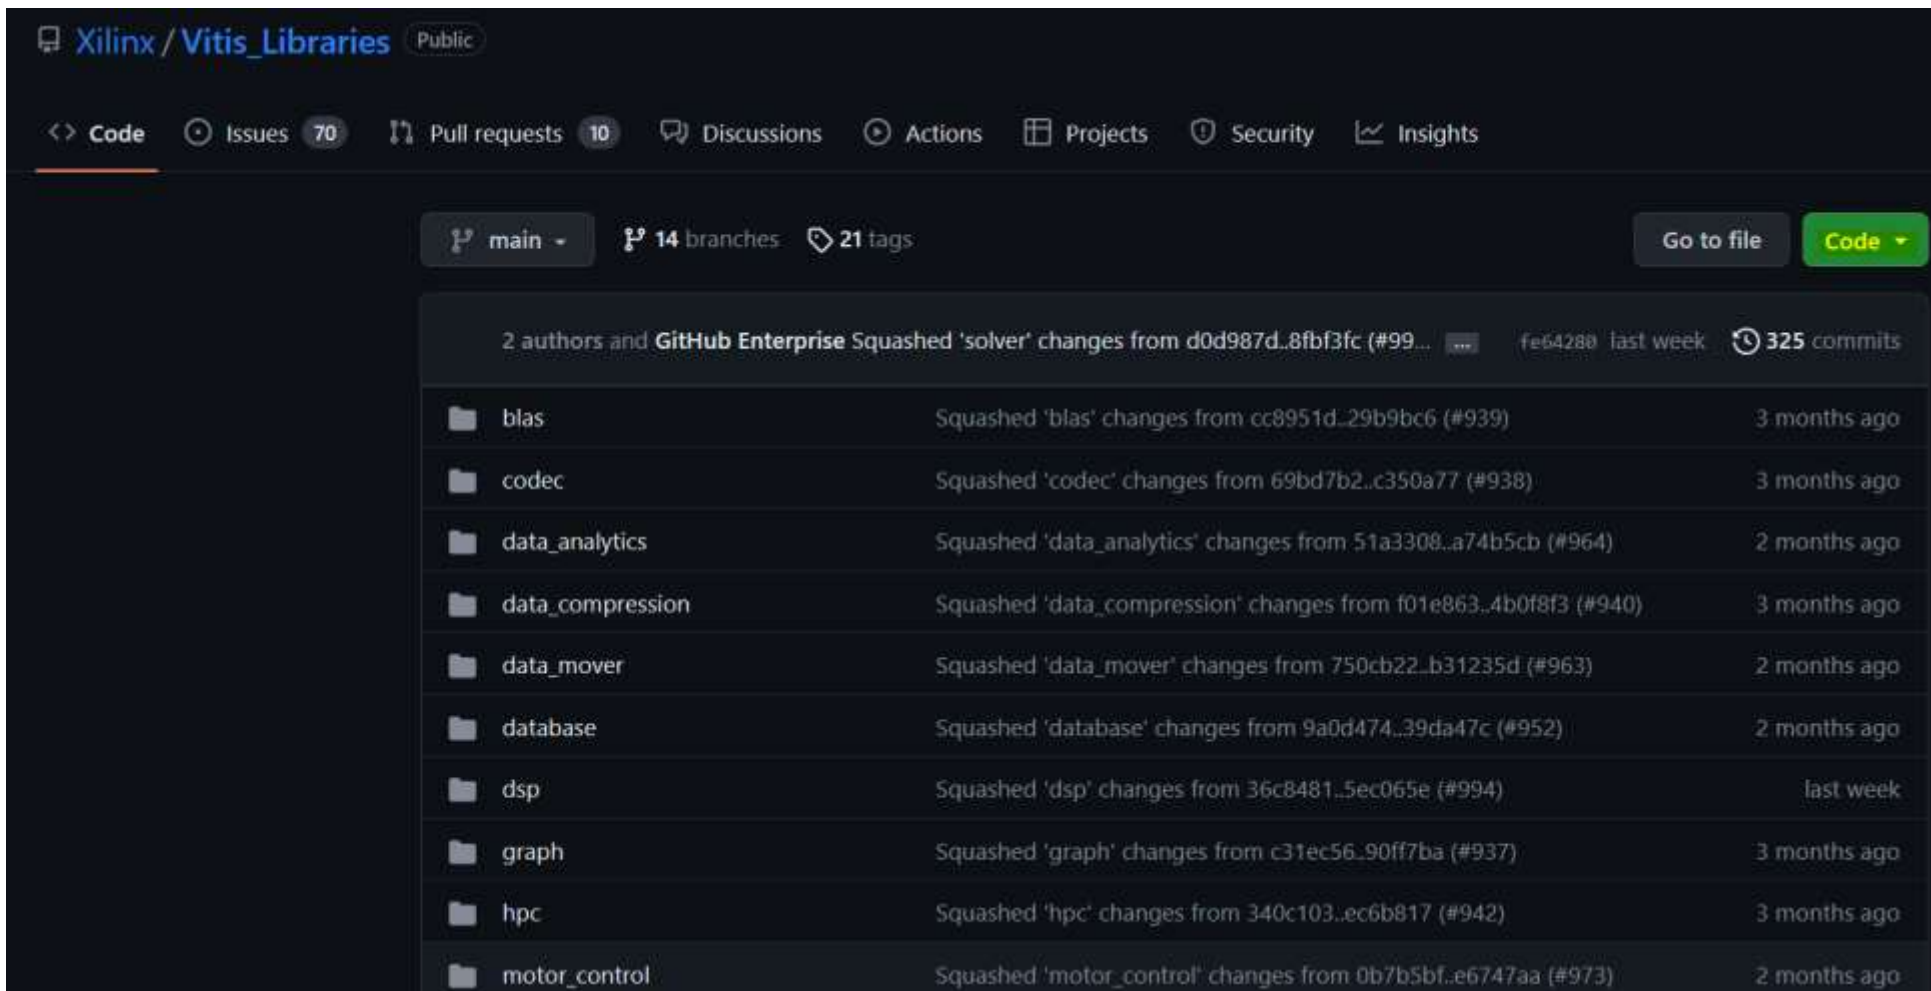 Xilinx / Vitis_Libraries Public
Code Issues 70 Pull requests 10 Discussions Actions Projects Security Insights
main 14 branches 21 tags Go to file Code
2 authors and GitHub Enterprise Squashed 'solver' changes from d0d987d..8fbf3fc (#99... ... fe64280 last week 325 commits
blas Squashed 'blas' changes from cc8951d..29b9bc6 (#939) 3 months ago
codec Squashed 'codec' changes from 69bd7b2..c350a77 (#938) 3 months ago
data_analytics Squashed 'data_analytics' changes from 51a3308..a74b5cb (#964) 2 months ago
data_compression Squashed 'data_compression' changes from f01e863..4b0f8f3 (#940) 3 months ago
data_mover Squashed 'data_mover' changes from 750cb22..b31235d (#963) 2 months ago
database Squashed 'database' changes from 9a0d474..39da47c (#952) 2 months ago
dsp Squashed 'dsp' changes from 36c8481..5ec065e (#994) last week
graph Squashed 'graph' changes from c31ec56..90ff7ba (#937) 3 months ago
hpc Squashed 'hpc' changes from 340c103..ec6b817 (#942) 3 months ago
motor_control Squashed 'motor_control' changes from 0b7b5bf..e6747aa (#973) 2 months ago